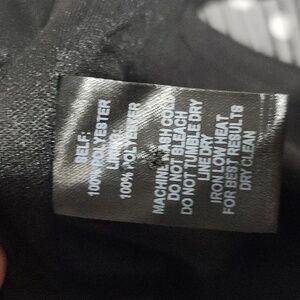 SELF:
100% POLYESTER
LINING:
100% POLYESTER
MACHINE WASH COLD
DO NOT BLEACH
DO NOT TUMBLE DRY
LINE DRY
IRON LOW HEAT
FOR BEST RESULTS
DRY CLEAN